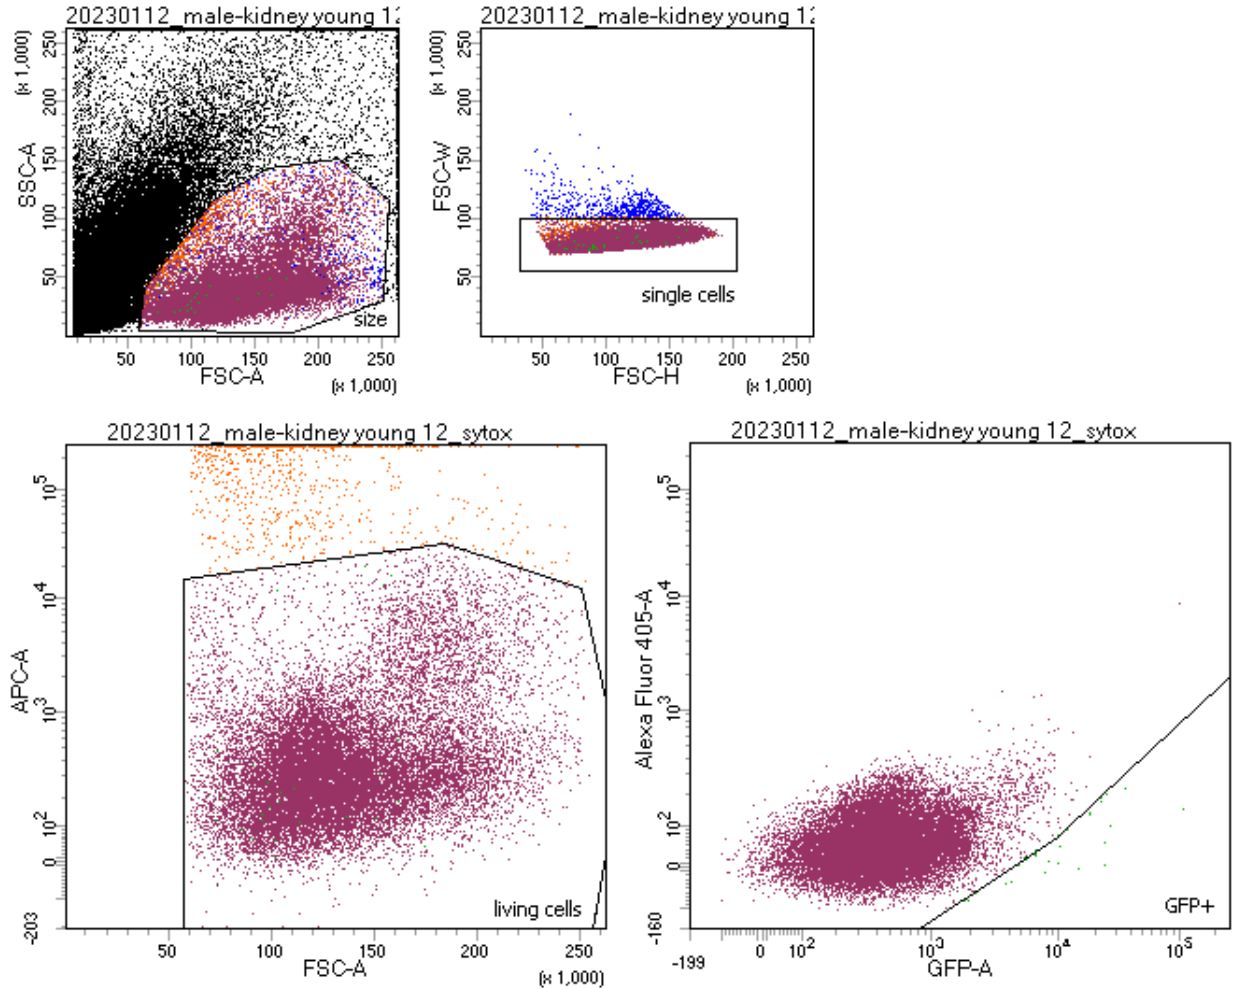 20230112_male-kidney young 12
(x 1,000)
250
200
150
100
50
SSC-A
size
50 100 150 200 250
FSC-A
(x 1,000)
20230112_male-kidney young 12
(x 1,000)
250
200
150
100
50
FSC-W
single cells
50 100 150 200 250
FSC-H
(x 1,000)
20230112_male-kidney young 12_sytox
10^5
10^4
10^3
10^2
0
-203
APC-A
living cells
50 100 150 200 250
FSC-A
(x 1,000)
20230112_male-kidney young 12_sytox
10^5
10^4
10^3
10^2
0
-160
Alexa Fluor 405-A
GFP+
-199 0 10^2 10^3 10^4 10^5
GFP-A